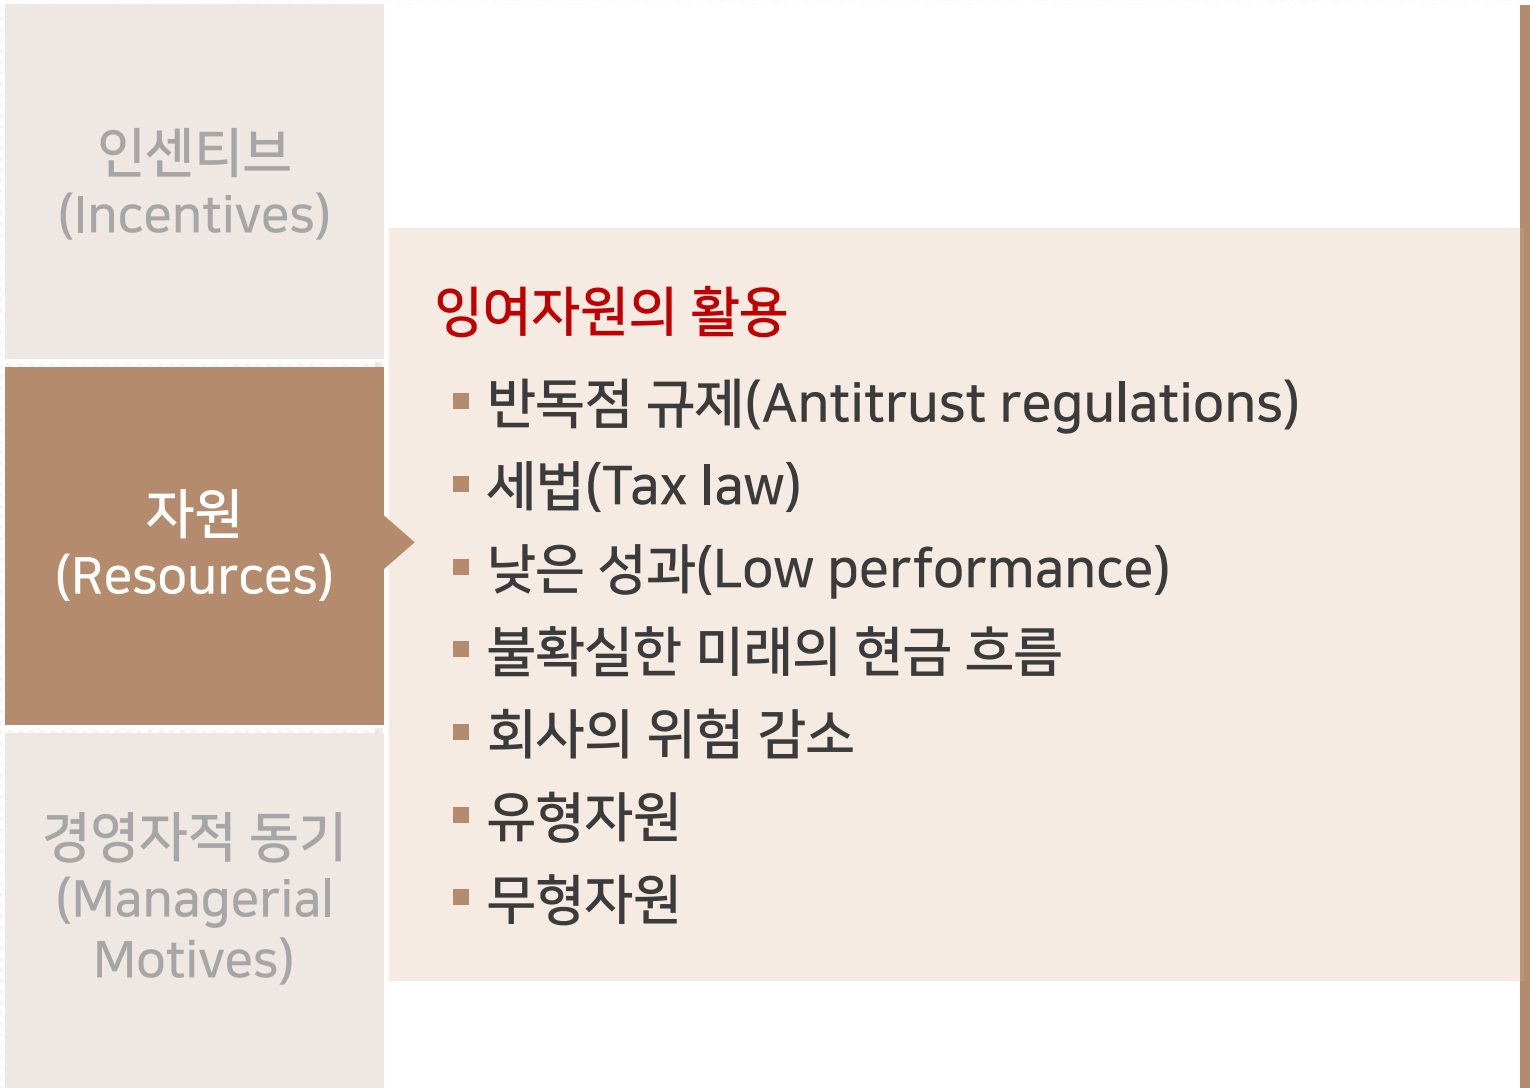 인센티브
(Incentives)
자원
(Resources)
경영자적 동기
(Managerial
Motives)
잉여자원의 활용
▪ 반독점 규제(Antitrust regulations)
▪ 세법(Tax law)
▪ 낮은 성과(Low performance)
▪ 불확실한 미래의 현금 흐름
▪ 회사의 위험 감소
▪ 유형자원
▪ 무형자원